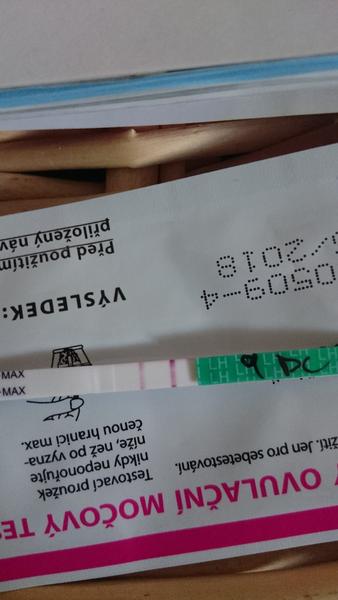 OVULAČNÍ MOČOVÝ TE
Jen pro sebetestování.
Testovací proužek
nikdy neponořujte
níže, než po vyzna-
čenou hranici max.
MAX
MAX
9 DC
VÝSLEDEK:
Před použitím
přiložený náv
0509-4
/2018